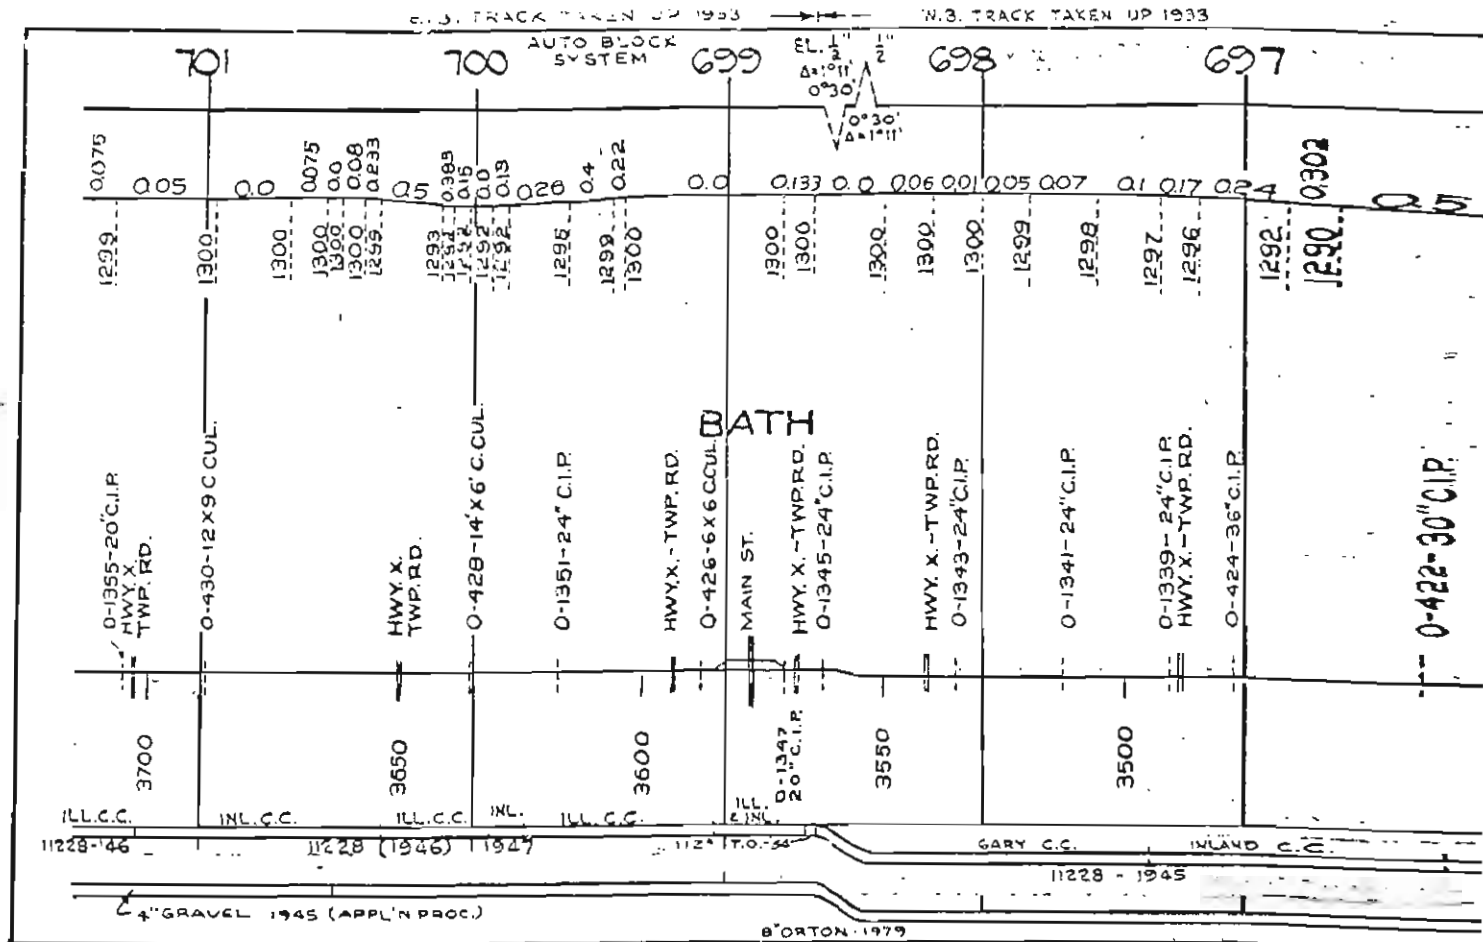 E.B. TRACK TAKEN UP 1933
W.B. TRACK TAKEN UP 1933
AUTO BLOCK
SYSTEM
701
700
699
698
697
EL. 1/2" 1/2"
Δ=1°11'
0°30'
0°30'
Δ=1°11'
0.075 0.05 0.0 0.075 0.0 0.08 0.233 0.5 0.383 0.15 0.0 0.13 0.26 0.4 0.22 0.0 0.133 0.0 0.06 0.01 0.05 0.07 0.1 0.17 0.24 0.302 0.5
1299 1300 1300 1300 1300 1300 1299 1293 1292 1292 1292 1292 1295 1299 1300 1300 1300 1300 1300 1300 1299 1298 1297 1296 1292 1290
BATH
0-1355-20"C.I.P.
HWY. X.
TWP. RD.
0-430-12X9 C CUL.
HWY. X.
TWP. RD.
0-428-14'X6' C. CUL.
0-1351-24" C.I.P.
HWY. X.-TWP. RD.
0-426-6X6 C CUL.
MAIN ST.
HWY. X.-TWP. RD.
0-1345-24" C.I.P.
HWY. X.-TWP. RD.
0-1343-24"C.I.P.
0-1341-24"C.I.P.
0-1339-24"C.I.P.
HWY. X.-TWP. RD.
0-424-36"C.I.P.
0-422-30"C.I.P.
3700
3650
3600
0-1347
20"C.I.P.
3550
3500
ILL. C.C. INL. C.C. ILL. C.C. INL. ILL. C.C. ILL.
& INL.
GARY C.C. INLAND C.C.
11228-'46 11228 (1946) 1947 T.O.-54
11228 - 1945
4" GRAVEL 1945 (APPL'N PROC.)
B'ORTON-1979